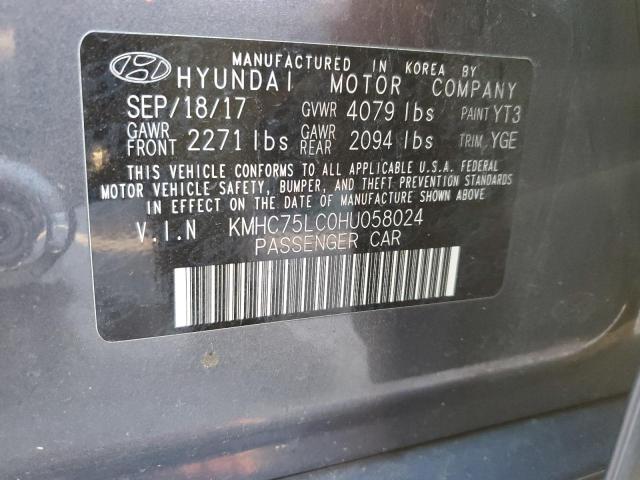 MANUFACTURED IN KOREA BY
HYUNDAI MOTOR COMPANY
SEP/18/17 GVWR 4079 lbs PAINT YT3
GAWR FRONT 2271 lbs GAWR REAR 2094 lbs TRIM YGE
THIS VEHICLE CONFORMS TO ALL APPLICABLE U.S.A. FEDERAL
MOTOR VEHICLE SAFETY, BUMPER, AND THEFT PREVENTION STANDARDS
IN EFFECT ON THE DATE OF MANUFACTURE SHOWN ABOVE.
V.I.N KMHC75LC0HU058024
PASSENGER CAR